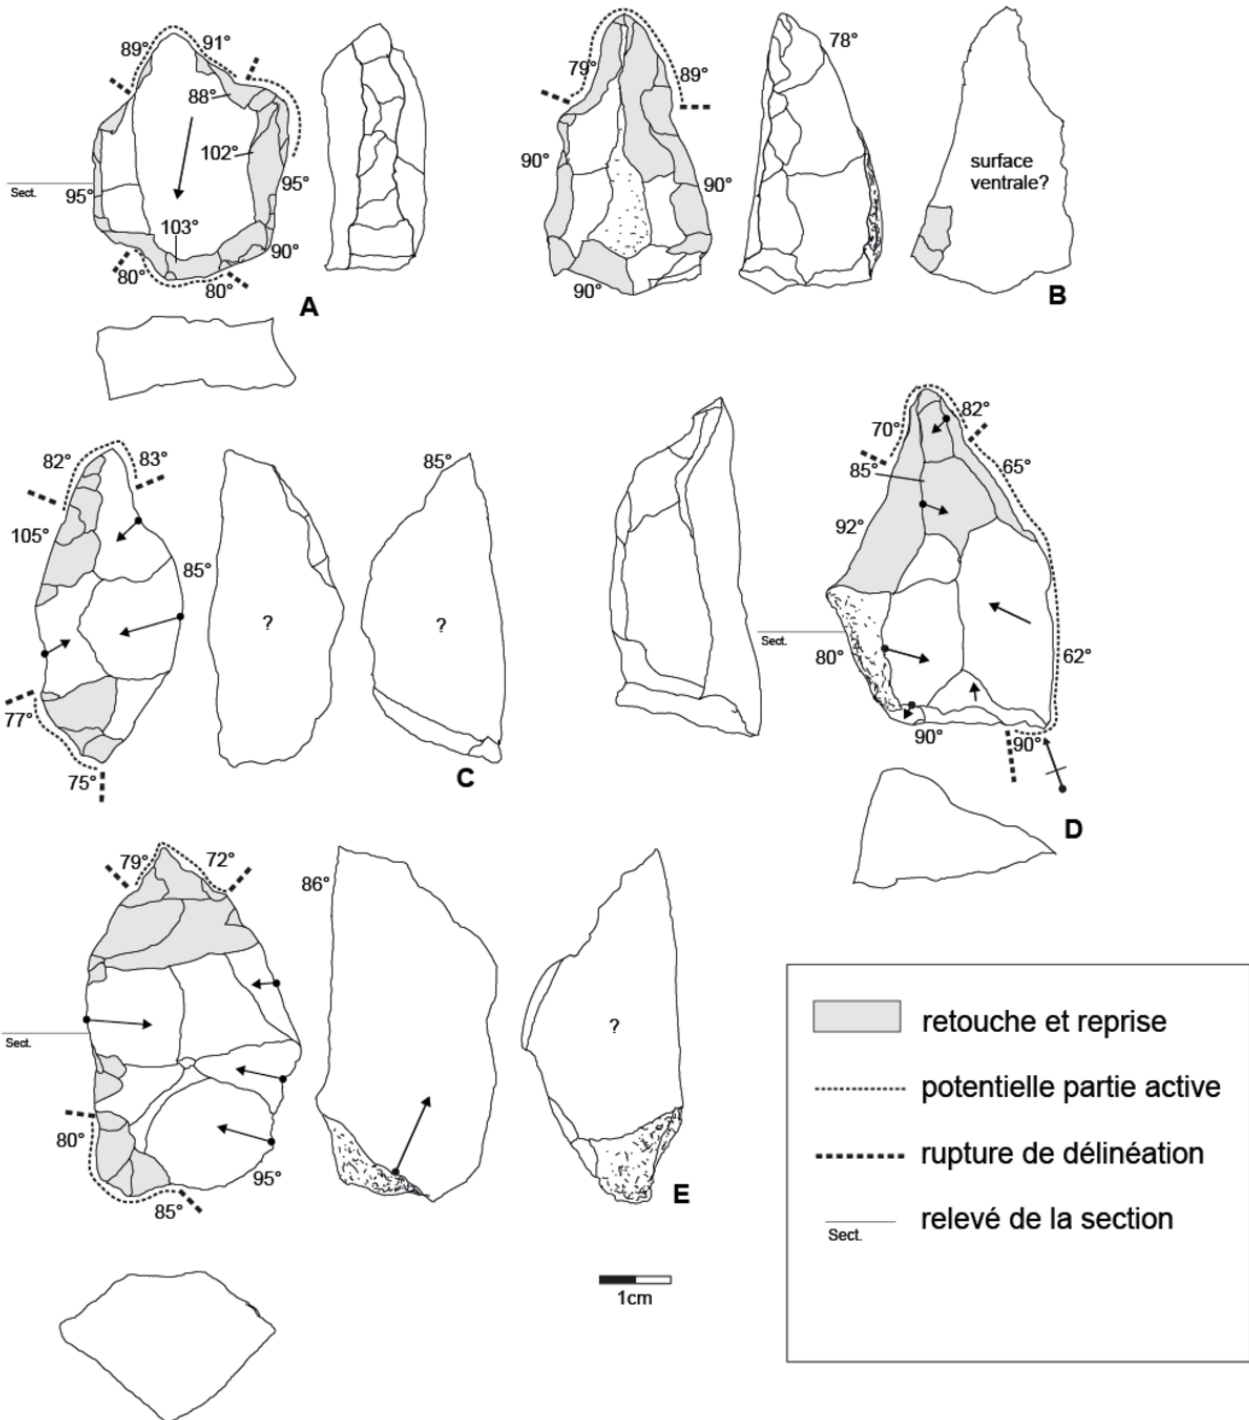 89°
91°
88°
102°
Sect.
95°
95°
103°
90°
80°
80°
A
79°
89°
78°
90°
90°
90°
surface
ventrale?
B
82°
83°
105°
85°
77°
75°
?
85°
?
C
70°
82°
85°
65°
92°
Sect.
80°
62°
90°
90°
D
79°
72°
86°
Sect.
80°
95°
85°
?
E
1cm
retouche et reprise
potentielle partie active
rupture de délinéation
relevé de la section
Sect.